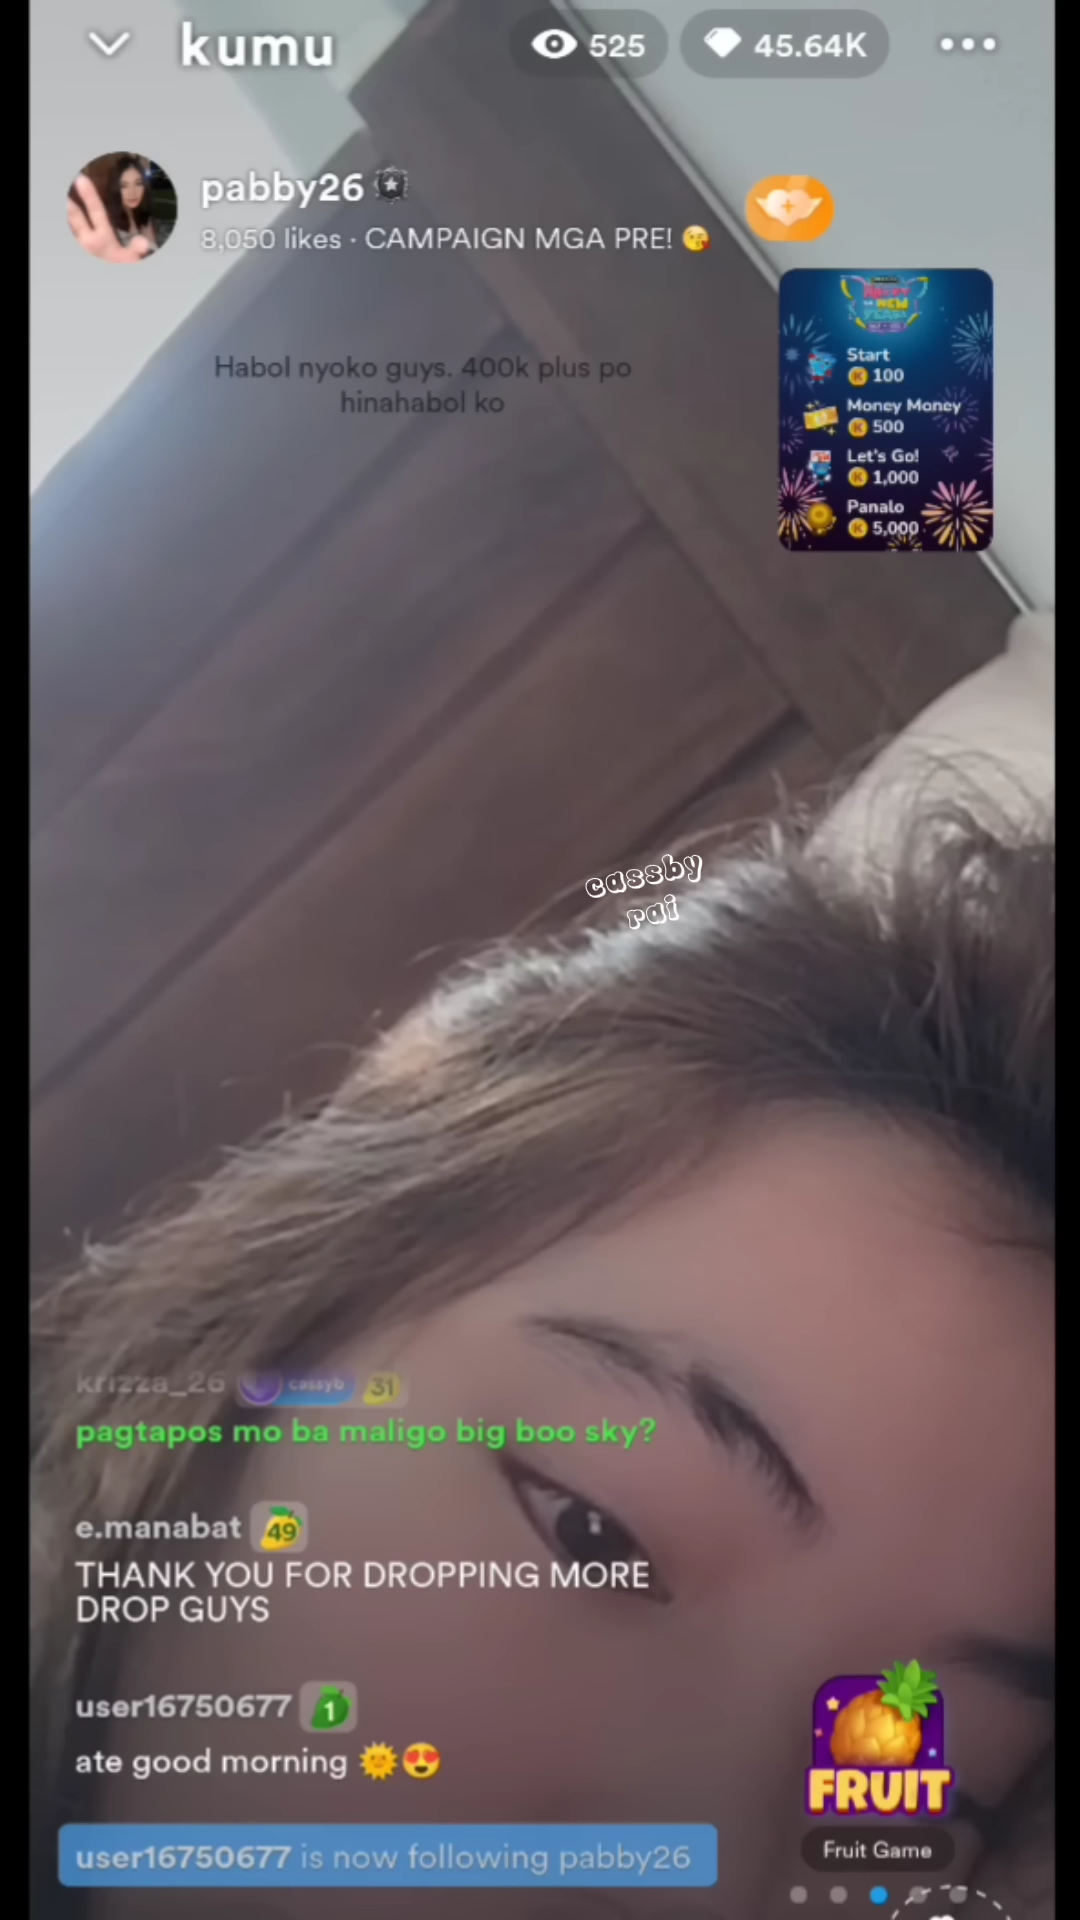 kumu
525
45.64K
pabby26
8,050 likes · CAMPAIGN MGA PRE! 😘
Habol nyoko guys. 400k plus po
hinahabol ko
NEW
YEAR
Start
K 100
Money Money
K 500
Let's Go!
K 1,000
Panalo
K 5,000
cassby
rai
krizza_26 cassyb 31
pagtapos mo ba maligo big boo sky?
e.manabat 49
THANK YOU FOR DROPPING MORE
DROP GUYS
user16750677 1
ate good morning 🌞😍
user16750677 is now following pabby26
FRUIT
Fruit Game